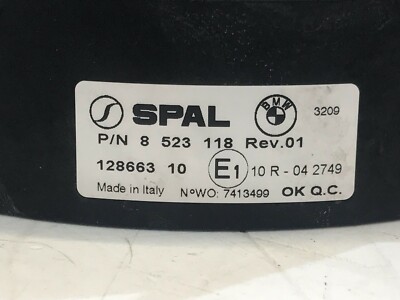 S SPAL BMW 3209
P/N 8 523 118 Rev.01
128663 10 E1 10 R - 04 2749
Made in Italy N°WO: 7413499 OK Q.C.